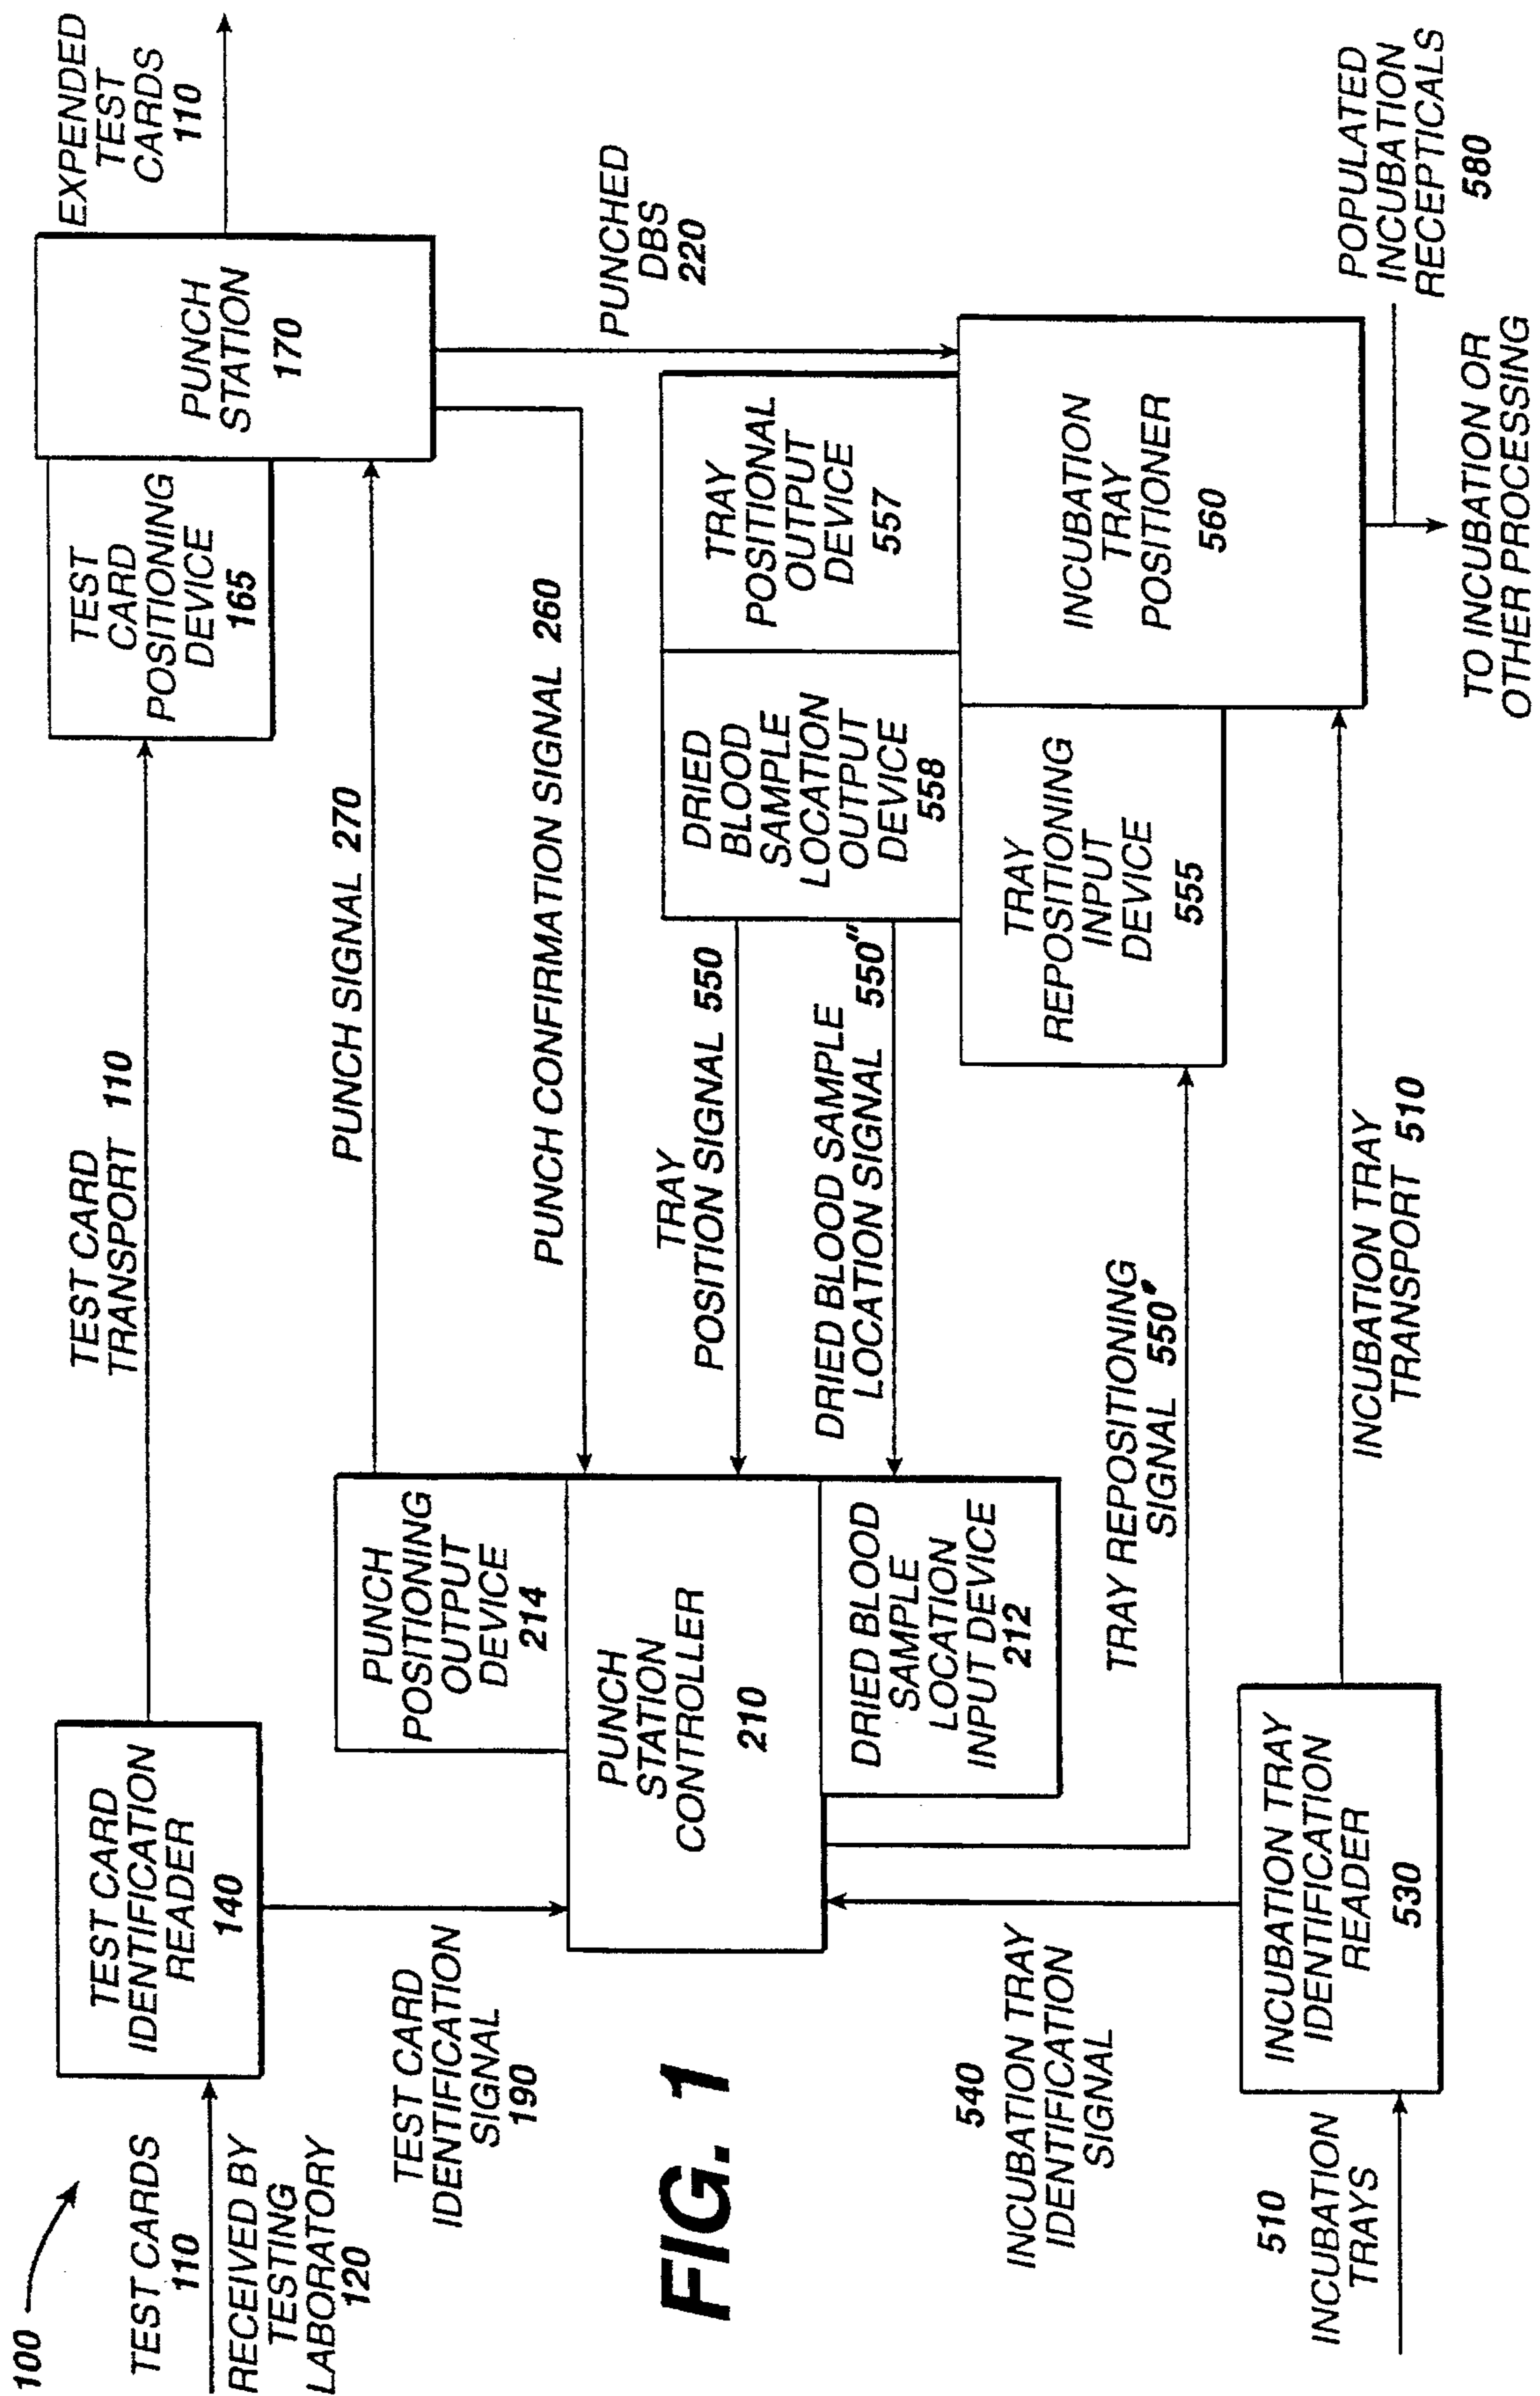 100
TEST CARDS
110
RECEIVED BY
TESTING
LABORATORY
120
TEST CARD
IDENTIFICATION
READER
140
TEST CARD
TRANSPORT 110
TEST
CARD
POSITIONING
DEVICE
165
PUNCH
STATION
170
EXPENDED
TEST
CARDS
110
TEST CARD
IDENTIFICATION
SIGNAL
190
PUNCH
POSITIONING
OUTPUT
DEVICE
214
PUNCH SIGNAL 270
PUNCH CONFIRMATION SIGNAL 260
PUNCHED
DBS
220
PUNCH
STATION
CONTROLLER
210
DRIED BLOOD
SAMPLE
LOCATION
INPUT DEVICE
212
TRAY
POSITION SIGNAL 550
DRIED BLOOD SAMPLE
LOCATION SIGNAL 550"
DRIED
BLOOD
SAMPLE
LOCATION
OUTPUT
DEVICE
558
TRAY
POSITIONAL
OUTPUT
DEVICE
557
TRAY
REPOSITIONING
INPUT
DEVICE
555
INCUBATION
TRAY
POSITIONER
560
TRAY REPOSITIONING
SIGNAL 550'
540
INCUBATION TRAY
IDENTIFICATION
SIGNAL
510
INCUBATION
TRAYS
INCUBATION TRAY
IDENTIFICATION
READER
530
INCUBATION TRAY
TRANSPORT 510
POPULATED
INCUBATION
RECEPTICALS
580
TO INCUBATION OR
OTHER PROCESSING
FIG. 1